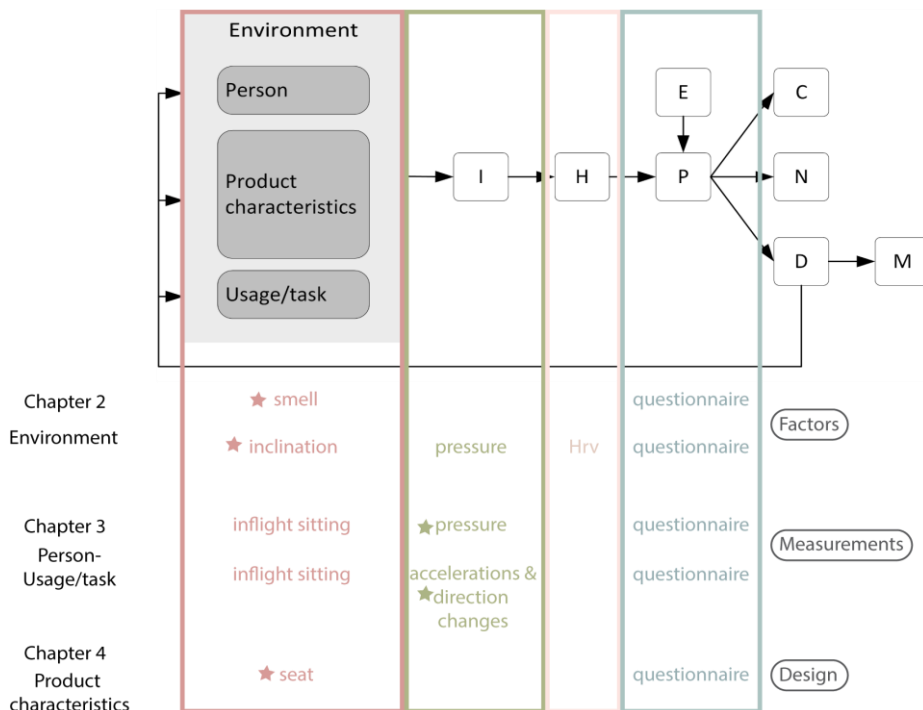 Environment
Person
E
C
Product
characteristics
I
H
P
N
Usage/task
D
M
Chapter 2
smell
questionnaire
Environment
inclination
pressure
Hrv
questionnaire
Factors
Chapter 3
inflight sitting
pressure
questionnaire
Person-
Usage/task
Measurements
inflight sitting
accelerations &
direction
changes
questionnaire
Chapter 4
Product
characteristics
seat
questionnaire
Design